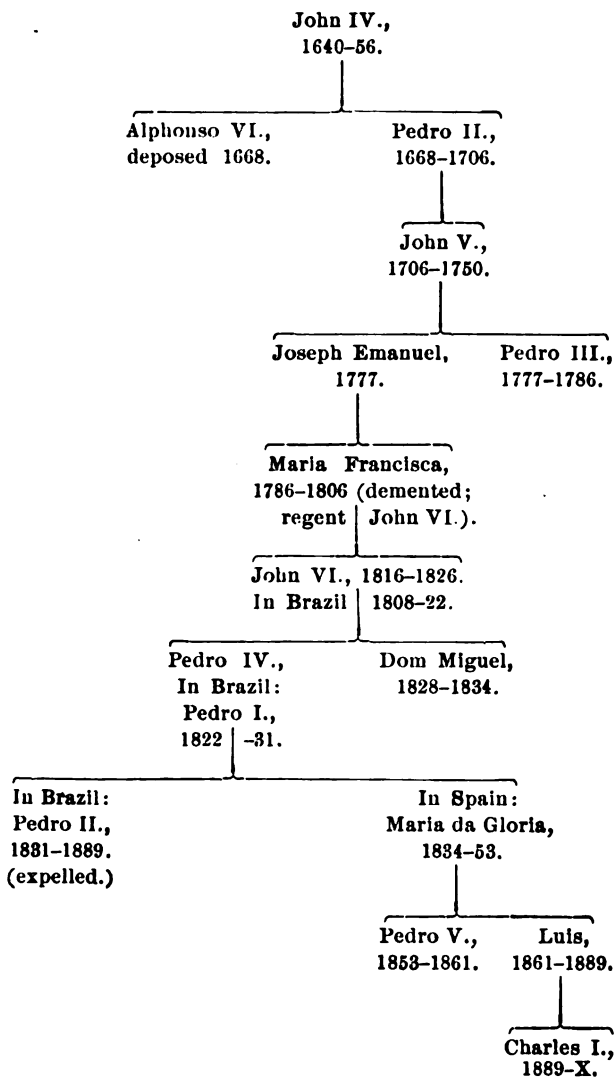 John IV.,
1640–56.
Alphonso VI.,
deposed 1668.
Pedro II.,
1668–1706.
John V.,
1706–1750.
Joseph Emanuel,
1777.
Pedro III.,
1777–1786.
Maria Francisca,
1786–1806 (demented;
regent John VI.).
John VI., 1816–1826.
In Brazil 1808–22.
Pedro IV.,
In Brazil:
Pedro I.,
1822 –31.
Dom Miguel,
1828–1834.
In Brazil:
Pedro II.,
1831–1889.
(expelled.)
In Spain:
Maria da Gloria,
1834–53.
Pedro V.,
1853–1861.
Luis,
1861–1889.
Charles I.,
1889–X.